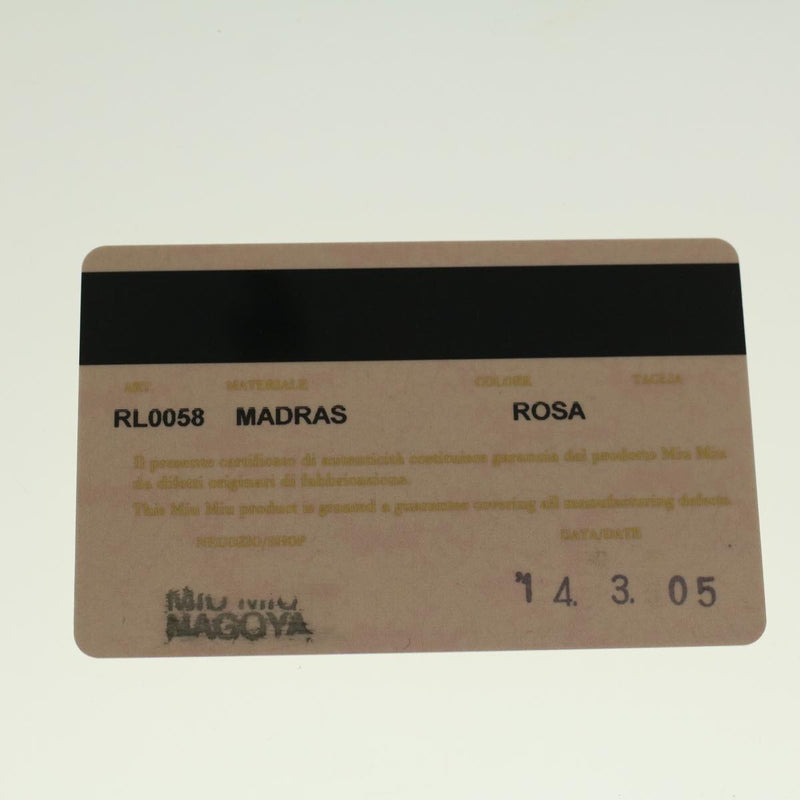 ART. MATERIALE COLORE TAGLIA
RL0058 MADRAS ROSA
Il presente certificato di autenticità costituisce garanzia del prodotto Miu Miu
da difetti originari di fabbricazione.
This Miu Miu product is granted a guarantee covering all manufacturing defects.
NEGOZIO/SHOP DATA/DATE
'14. 3. 05
MIU MIU
NAGOYA